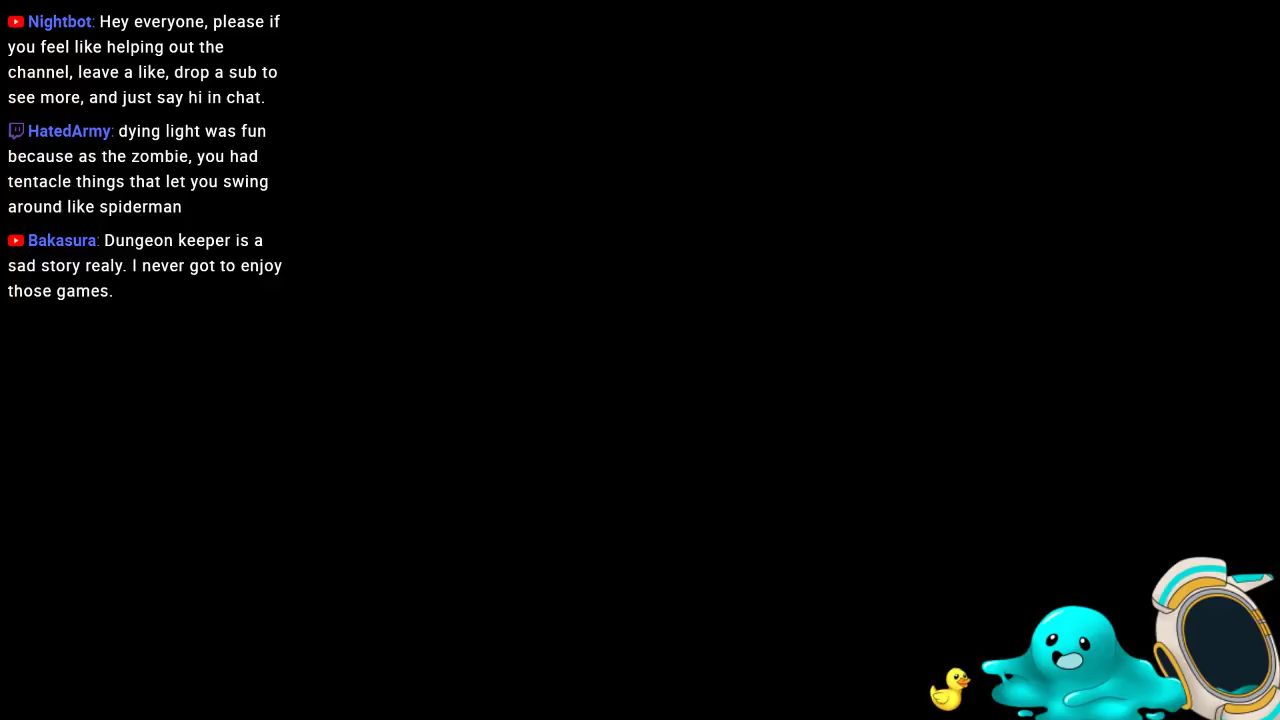 Nightbot: Hey everyone, please if
you feel like helping out the
channel, leave a like, drop a sub to
see more, and just say hi in chat.
HatedArmy: dying light was fun
because as the zombie, you had
tentacle things that let you swing
around like spiderman
Bakasura: Dungeon keeper is a
sad story realy. I never got to enjoy
those games.